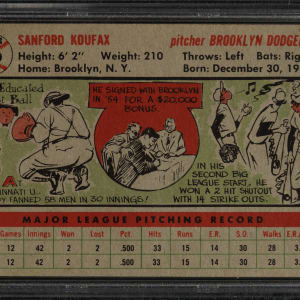 SANFORD KOUFAX
pitcher BROOKLYN DODGE
Height: 6' 2" Weight: 210
Throws: Left Bats: Rig
Home: Brooklyn, N. Y.
Born: December 30, 19
Educated
Ball
HE SIGNED WITH BROOKLYN
IN '54 FOR A $20,000
BONUS.
AT
NNATI U.
Y FANNED 58 MEN IN 30 INNINGS!
IN HIS
SECOND BIG
LEAGUE START, HE
WON A 2 HIT SHUTOUT
WITH 14 STRIKE OUTS.
MAJOR LEAGUE PITCHING RECORD
Games Innings Won Lost Pct. Hits Runs E.R. S.O. Walks E.R.
12 42 2 2 .500 33 15 14 30 28 3.
12 42 2 2 .500 33 15 14 30 28 3.